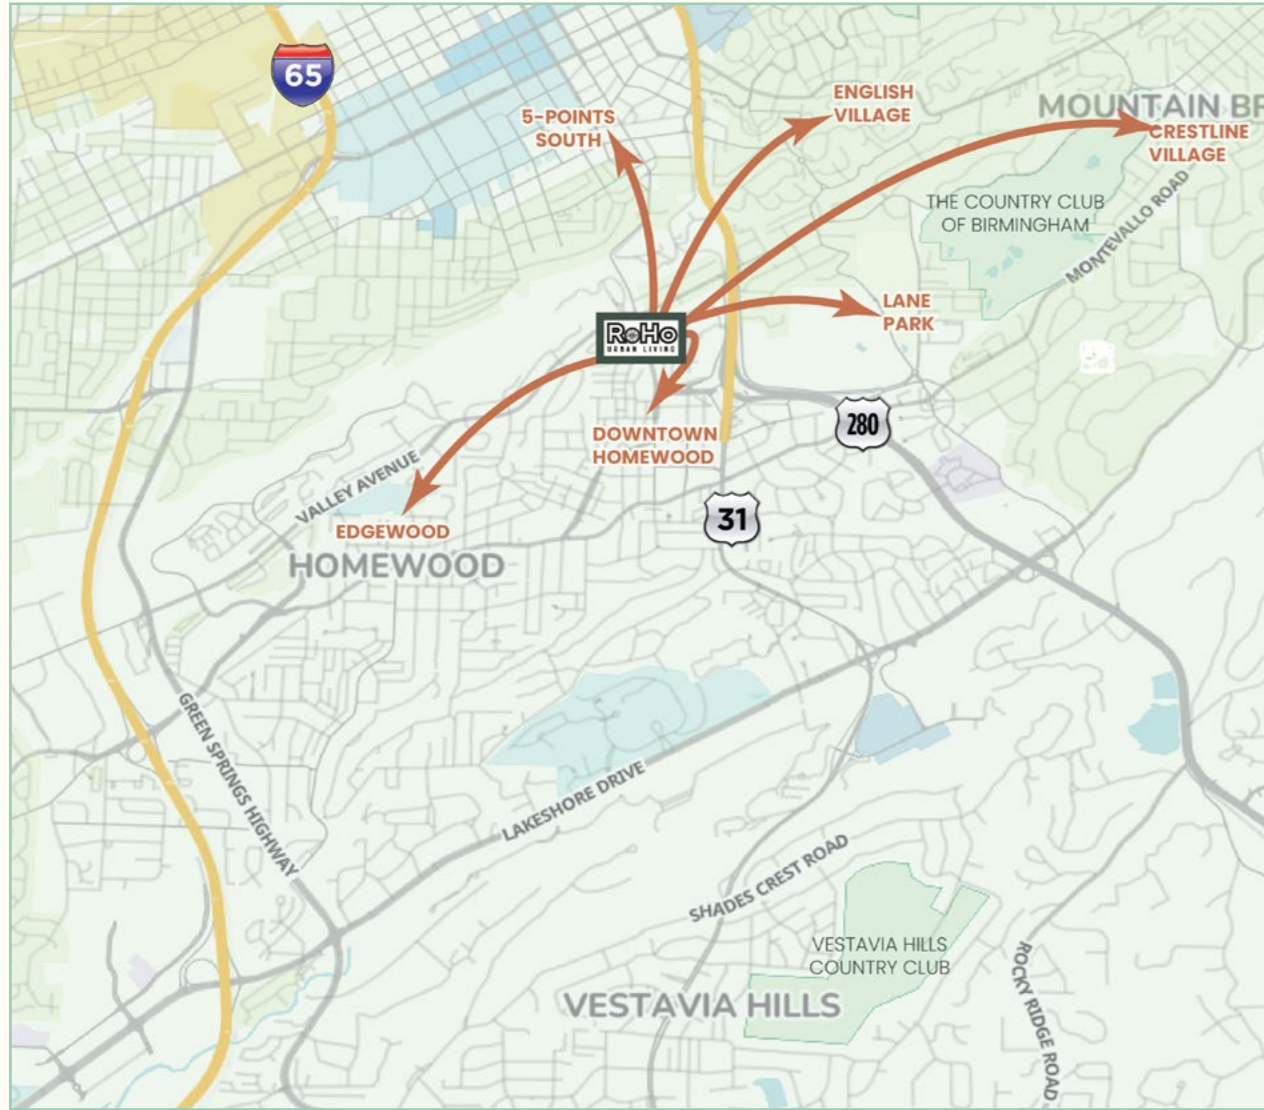 65
5-POINTS
SOUTH
ENGLISH
VILLAGE
MOUNTAIN BR
CRESTLINE
VILLAGE
THE COUNTRY CLUB
OF BIRMINGHAM
MONTEVALLO ROAD
LANE
PARK
RoHo
URBAN LIVING
280
DOWNTOWN
HOMEWOOD
VALLEY AVENUE
31
EDGEWOOD
HOMEWOOD
GREEN SPRINGS HIGHWAY
LAKESHORE DRIVE
SHADES CREST ROAD
VESTAVIA HILLS
COUNTRY CLUB
ROCKY RIDGE ROAD
VESTAVIA HILLS